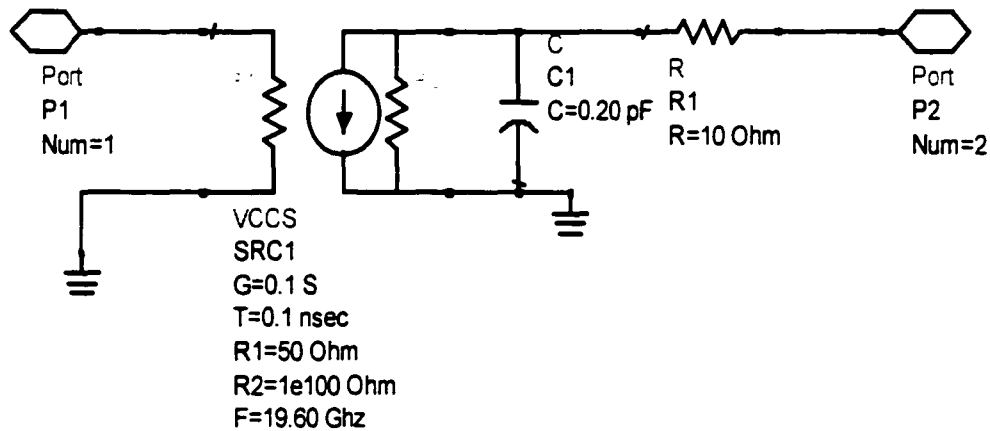 Port
P1
Num=1
VCCS
SRC1
G=0.1 S
T=0.1 nsec
R1=50 Ohm
R2=1e100 Ohm
F=19.60 Ghz
C
C1
C=0.20 pF
R
R1
R=10 Ohm
Port
P2
Num=2